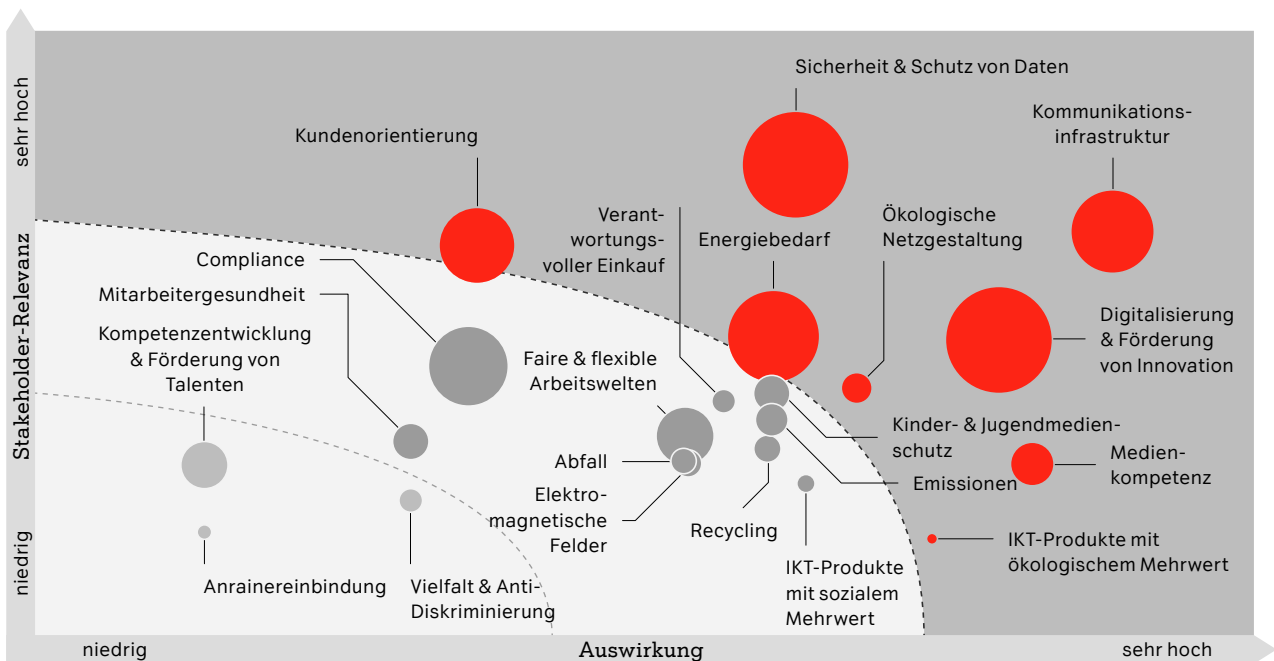 sehr hoch
Stakeholder-Relevanz
niedrig
Sicherheit & Schutz von Daten
Kommunikations-
infrastruktur
Kundenorientierung
Verant-
wortungs-
voller Einkauf
Energiebedarf
Ökologische
Netzgestaltung
Compliance
Mitarbeitergesundheit
Kompetenzentwicklung
& Förderung von
Talenten
Faire & flexible
Arbeitswelten
Digitalisierung
& Förderung
von Innovation
Kinder- & Jugendmedien-
schutz
Medien-
kompetenz
Abfall
Emissionen
Elektro-
magnetische
Felder
Recycling
IKT-Produkte mit
ökologischem Mehrwert
IKT-Produkte
mit sozialem
Mehrwert
Anrainereinbindung
Vielfalt & Anti-
Diskriminierung
niedrig
Auswirkung
sehr hoch